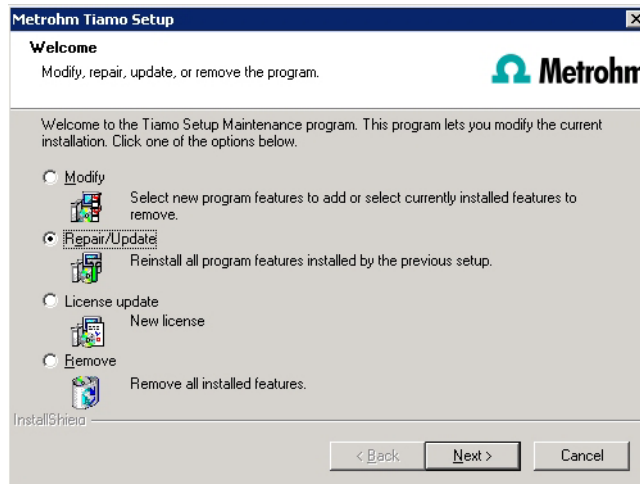 Metrohm Tiamo Setup
Welcome
Modify, repair, update, or remove the program.
Metrohm
Welcome to the Tiamo Setup Maintenance program. This program lets you modify the current
installation. Click one of the options below.
Modify
Select new program features to add or select currently installed features to
remove.
Repair/Update
Reinstall all program features installed by the previous setup.
License update
New license
Remove
Remove all installed features.
InstallShield
< Back
Next >
Cancel